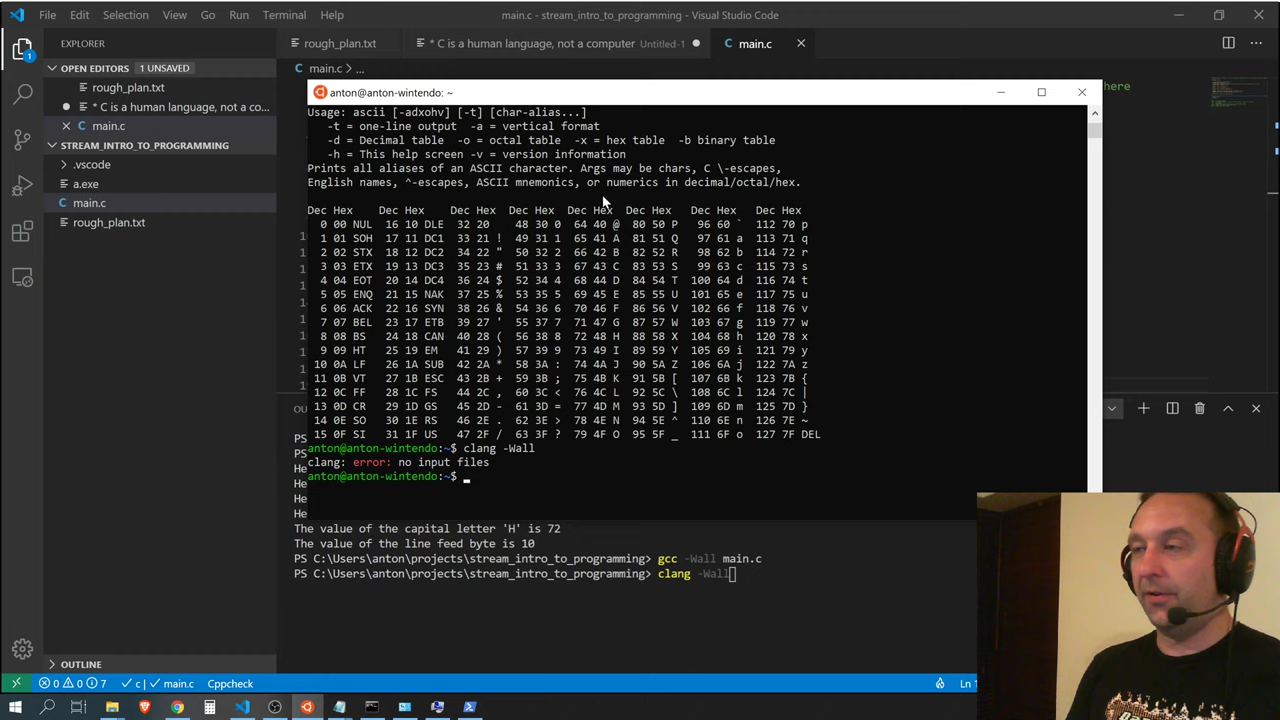 File Edit Selection View Go Run Terminal Help main.c - stream_intro_to_programming - Visual Studio Code
EXPLORER
rough_plan.txt * C is a human language, not a computer Untitled-1 main.c
OPEN EDITORS 1 UNSAVED
main.c > ...
rough_plan.txt
* C is a human language, not a co...
main.c
STREAM_INTRO_TO_PROGRAMMING
.vscode
a.exe
main.c
rough_plan.txt
here
anton@anton-wintendo: ~
Usage: ascii [-adxohv] [-t] [char-alias...]
-t = one-line output -a = vertical format
-d = Decimal table -o = octal table -x = hex table -b binary table
-h = This help screen -v = version information
Prints all aliases of an ASCII character. Args may be chars, C \-escapes,
English names, ^-escapes, ASCII mnemonics, or numerics in decimal/octal/hex.
Dec Hex Dec Hex Dec Hex Dec Hex Dec Hex Dec Hex Dec Hex Dec Hex
0 00 NUL 16 10 DLE 32 20 48 30 0 64 40 @ 80 50 P 96 60 ` 112 70 p
1 01 SOH 17 11 DC1 33 21 ! 49 31 1 65 41 A 81 51 Q 97 61 a 113 71 q
2 02 STX 18 12 DC2 34 22 " 50 32 2 66 42 B 82 52 R 98 62 b 114 72 r
3 03 ETX 19 13 DC3 35 23 # 51 33 3 67 43 C 83 53 S 99 63 c 115 73 s
4 04 EOT 20 14 DC4 36 24 $ 52 34 4 68 44 D 84 54 T 100 64 d 116 74 t
5 05 ENQ 21 15 NAK 37 25 % 53 35 5 69 45 E 85 55 U 101 65 e 117 75 u
6 06 ACK 22 16 SYN 38 26 & 54 36 6 70 46 F 86 56 V 102 66 f 118 76 v
7 07 BEL 23 17 ETB 39 27 ' 55 37 7 71 47 G 87 57 W 103 67 g 119 77 w
8 08 BS 24 18 CAN 40 28 ( 56 38 8 72 48 H 88 58 X 104 68 h 120 78 x
9 09 HT 25 19 EM 41 29 ) 57 39 9 73 49 I 89 59 Y 105 69 i 121 79 y
10 0A LF 26 1A SUB 42 2A * 58 3A : 74 4A J 90 5A Z 106 6A j 122 7A z
11 0B VT 27 1B ESC 43 2B + 59 3B ; 75 4B K 91 5B [ 107 6B k 123 7B {
12 0C FF 28 1C FS 44 2C , 60 3C < 76 4C L 92 5C \ 108 6C l 124 7C |
13 0D CR 29 1D GS 45 2D - 61 3D = 77 4D M 93 5D ] 109 6D m 125 7D }
14 0E SO 30 1E RS 46 2E . 62 3E > 78 4E N 94 5E ^ 110 6E n 126 7E ~
15 0F SI 31 1F US 47 2F / 63 3F ? 79 4F O 95 5F _ 111 6F o 127 7F DEL
anton@anton-wintendo:~$ clang -Wall
clang: error: no input files
anton@anton-wintendo:~$
The value of the capital letter 'H' is 72
The value of the line feed byte is 10
PS C:\Users\anton\projects\stream_intro_to_programming> gcc -Wall main.c
PS C:\Users\anton\projects\stream_intro_to_programming> clang -Wall
OUTLINE
0 0 7 c main.c Cppcheck Ln 1